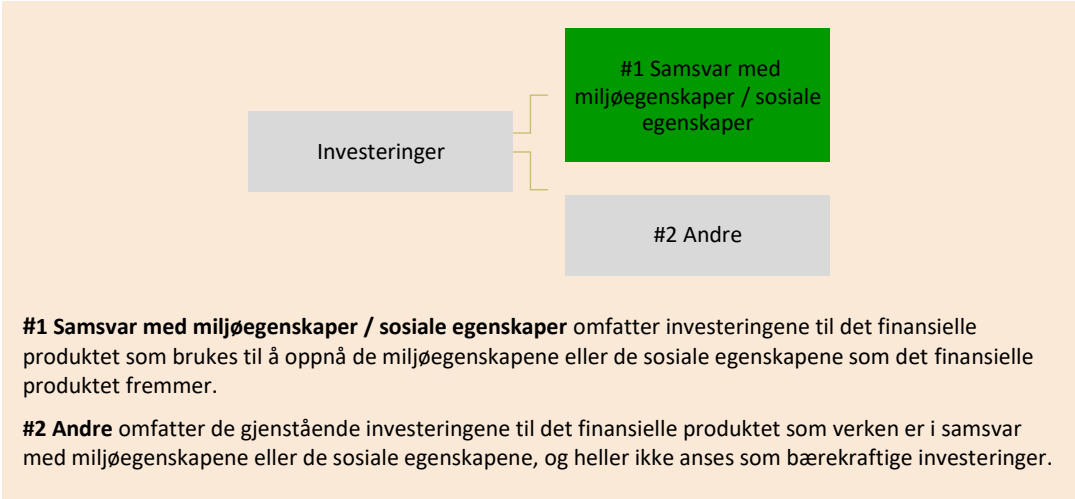 #1 Samsvar med
miljøegenskaper / sosiale
egenskaper
Investeringer
#2 Andre
#1 Samsvar med miljøegenskaper / sosiale egenskaper omfatter investeringene til det finansielle
produktet som brukes til å oppnå de miljøegenskapene eller de sosiale egenskapene som det finansielle
produktet fremmer.
#2 Andre omfatter de gjenstående investeringene til det finansielle produktet som verken er i samsvar
med miljøegenskapene eller de sosiale egenskapene, og heller ikke anses som bærekraftige investeringer.